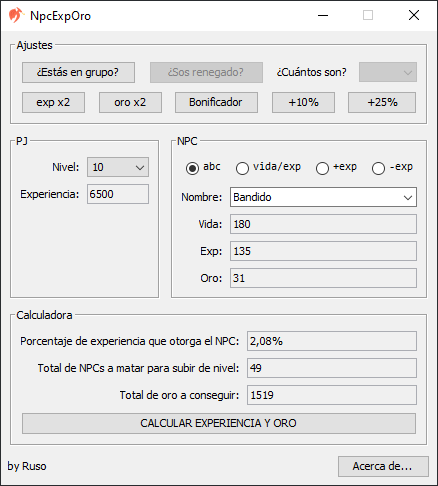 NpcExpOro
Ajustes
¿Estás en grupo? ¿Sos renegado? ¿Cuántos son?
exp x2 oro x2 Bonificador +10% +25%
PJ
Nivel: 10
Experiencia: 6500
NPC
abc vida/exp +exp -exp
Nombre: Bandido
Vida: 180
Exp: 135
Oro: 31
Calculadora
Porcentaje de experiencia que otorga el NPC: 2,08%
Total de NPCs a matar para subir de nivel: 49
Total de oro a conseguir: 1519
CALCULAR EXPERIENCIA Y ORO
by Ruso Acerca de...